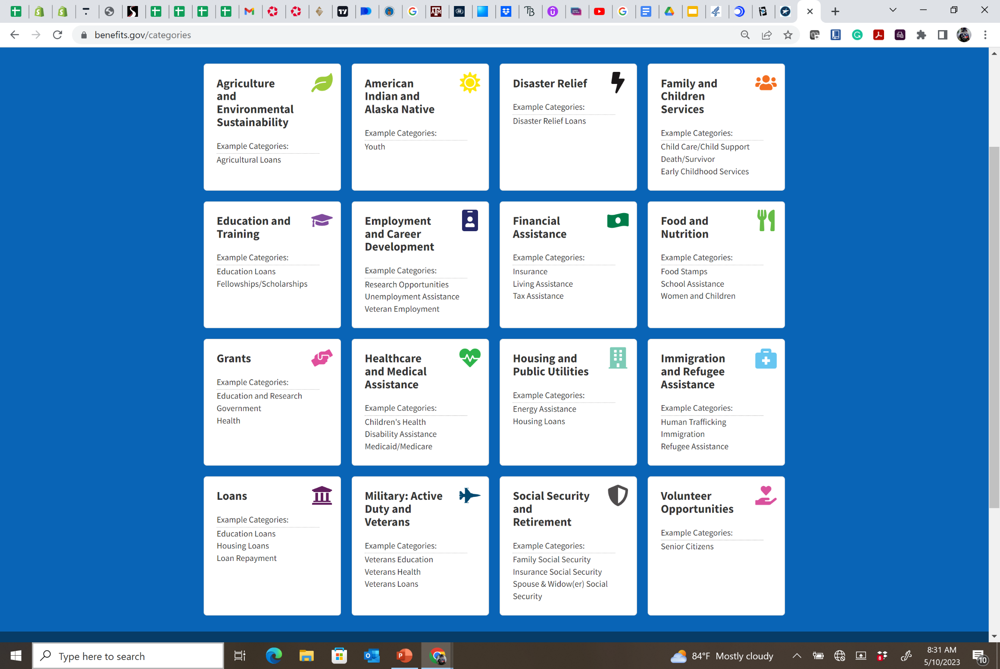 benefits.gov/categories
Agriculture
and
Environmental
Sustainability
Example Categories:
Agricultural Loans
American
Indian and
Alaska Native
Example Categories:
Youth
Disaster Relief
Example Categories:
Disaster Relief Loans
Family and
Children
Services
Example Categories:
Child Care/Child Support
Death/Survivor
Early Childhood Services
Education and
Training
Example Categories:
Education Loans
Fellowships/Scholarships
Employment
and Career
Development
Example Categories:
Research Opportunities
Unemployment Assistance
Veteran Employment
Financial
Assistance
Example Categories:
Insurance
Living Assistance
Tax Assistance
Food and
Nutrition
Example Categories:
Food Stamps
School Assistance
Women and Children
Grants
Example Categories:
Education and Research
Government
Health
Healthcare
and Medical
Assistance
Example Categories:
Children's Health
Disability Assistance
Medicaid/Medicare
Housing and
Public Utilities
Example Categories:
Energy Assistance
Housing Loans
Immigration
and Refugee
Assistance
Example Categories:
Human Trafficking
Immigration
Refugee Assistance
Loans
Example Categories:
Education Loans
Housing Loans
Loan Repayment
Military: Active
Duty and
Veterans
Example Categories:
Veterans Education
Veterans Health
Veterans Loans
Social Security
and
Retirement
Example Categories:
Family Social Security
Insurance Social Security
Spouse & Widow(er) Social
Security
Volunteer
Opportunities
Example Categories:
Senior Citizens
Type here to search
84°F Mostly cloudy
8
8:31 AM
5/10/2023
10